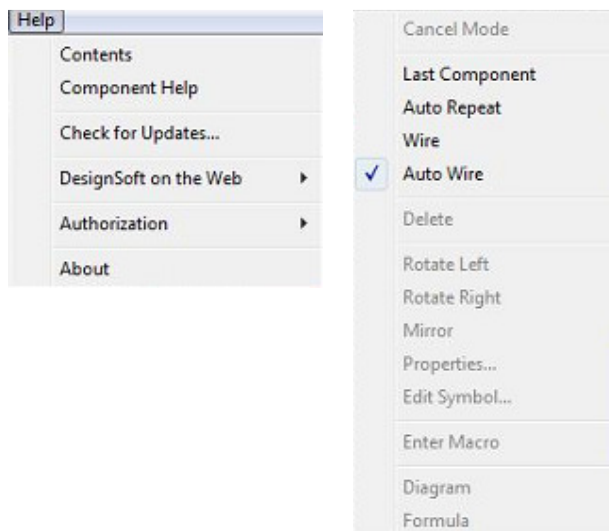 Help
Contents
Component Help
Check for Updates...
DesignSoft on the Web
Authorization
About
Cancel Mode
Last Component
Auto Repeat
Wire
Auto Wire
Delete
Rotate Left
Rotate Right
Mirror
Properties...
Edit Symbol...
Enter Macro
Diagram
Formula